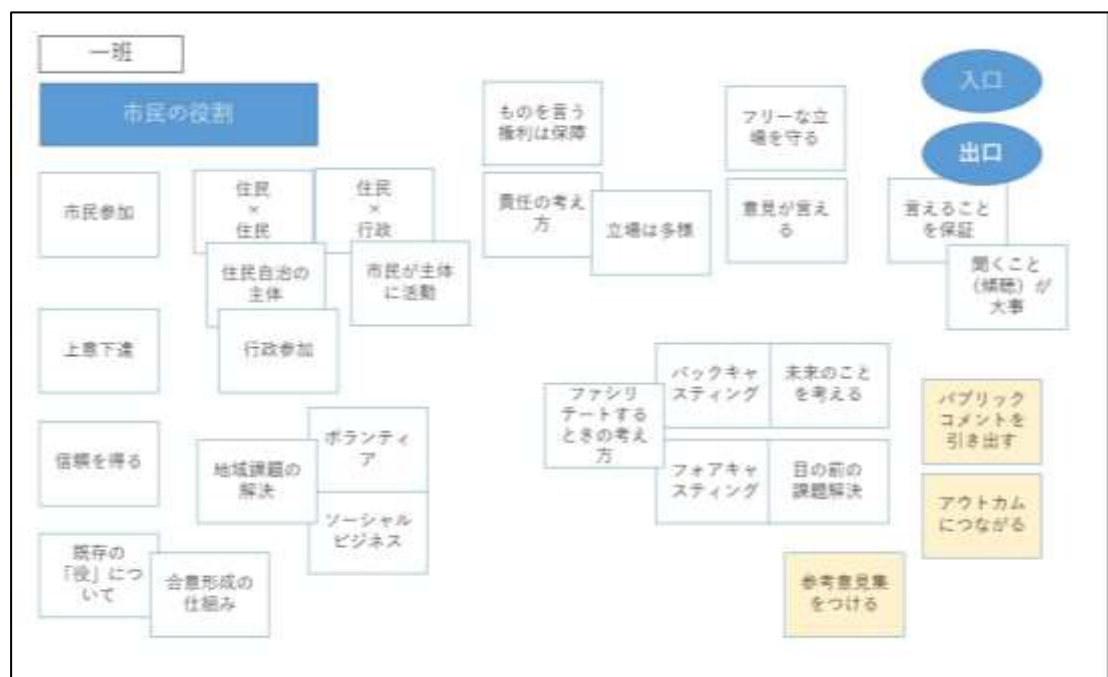 一班
市民の役割
入口
出口
ものを言う
権利は保障
フリーな立
場を守る
市民参加
住民
×
住民
住民
×
行政
責任の考え
方
立場は多様
意見が言え
る
言えること
を保証
聞くこと
（傾聴）が
大事
住民自治の
主体
市民が主体
に活動
上意下達
行政参加
ファシリ
テートする
ときの考え
方
バックキャ
スティング
未来のこと
を考える
パブリック
コメントを
引き出す
信頼を得る
地域課題の
解決
ボランティ
ア
フォアキャ
スティング
目の前の
課題解決
アウトカム
につながる
ソーシャル
ビジネス
既存の
「役」につ
いて
合意形成の
仕組み
参考意見集
をつける